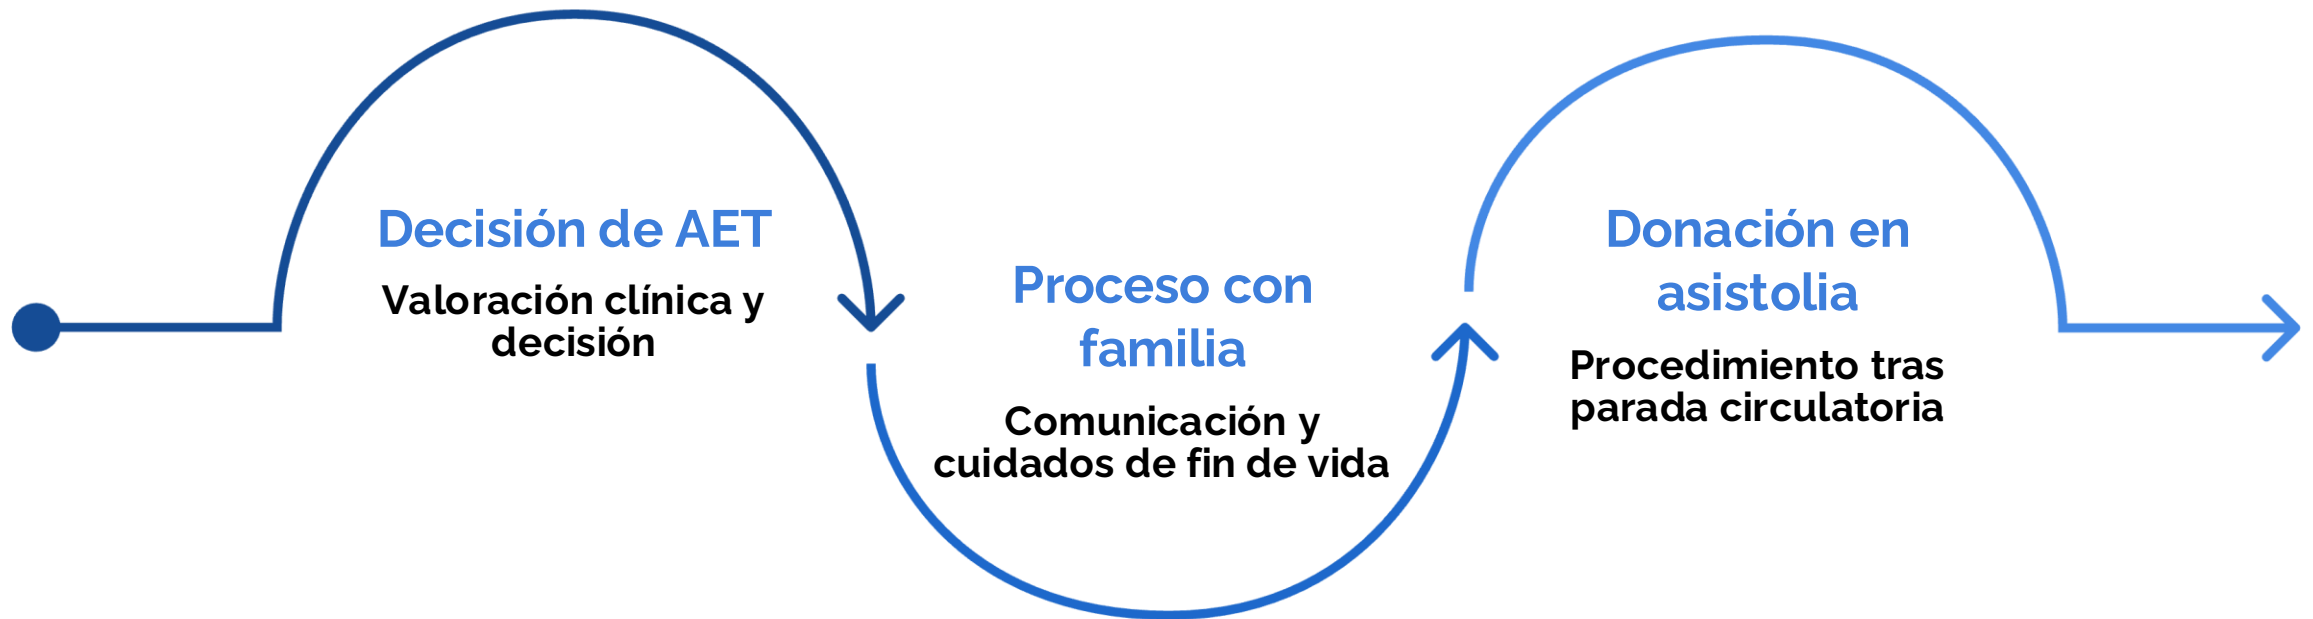 Decisión de AET
Valoración clínica y
decisión
Proceso con
familia
Comunicación y
cuidados de fin de vida
Donación en
asistolia
Procedimiento tras
parada circulatoria